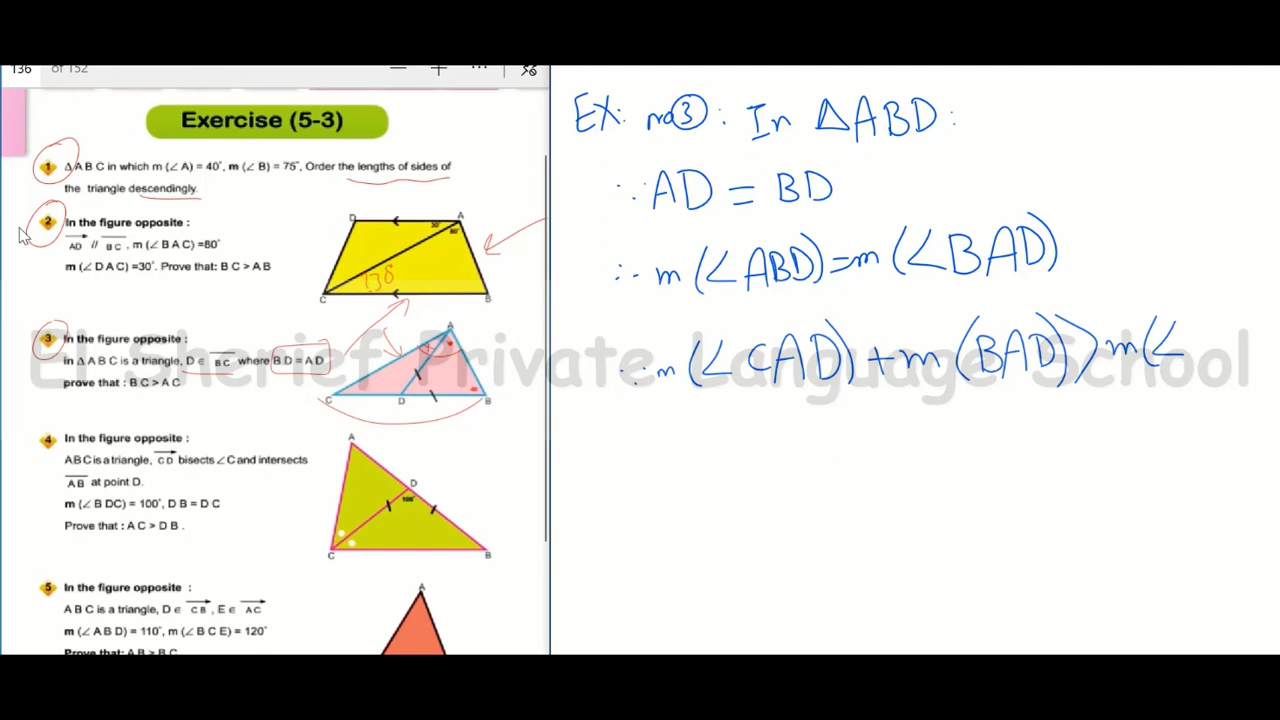 136 of 152
Exercise (5-3)
1 Δ A B C in which m (∠ A) = 40°, m (∠ B) = 75°, Order the lengths of sides of
the triangle descendingly.
2 In the figure opposite :
AD // BC , m (∠ B A C) =80°
m (∠ D A C) =30°. Prove that: B C > A B
D A
30°
80°
C B
3 In the figure opposite :
in Δ A B C is a triangle, D ∈ BC where B D = A D
prove that : B C > A C
A
C D B
4 In the figure opposite :
A B C is a triangle, CD bisects ∠ C and intersects
AB at point D.
m (∠ B DC) = 100°, D B = D C
Prove that : A C > D B .
A
D
100°
C B
5 In the figure opposite :
A B C is a triangle, D ∈ CB , E ∈ AC
m (∠ A B D) = 110°, m (∠ B C E) = 120°
Prove that: A B > B C
A
EX: no 3 : In ΔABD :
∵ AD = BD
∴ m (∠ABD) = m (∠BAD)
∵ m (∠CAD) + m (BAD) > m (∠
El Sherief Private Language School